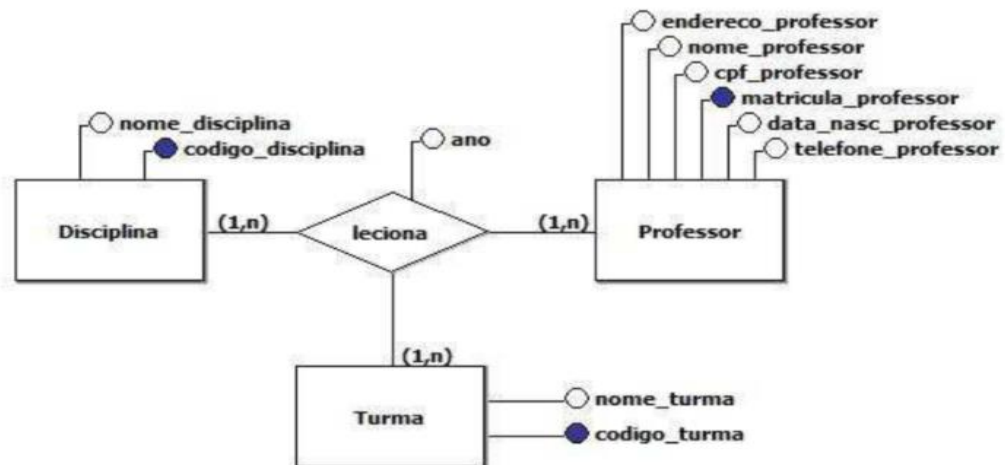 endereco_professor
nome_professor
cpf_professor
matricula_professor
data_nasc_professor
telefone_professor
nome_disciplina
codigo_disciplina
ano
Disciplina
(1,n)
leciona
(1,n)
Professor
(1,n)
Turma
nome_turma
codigo_turma